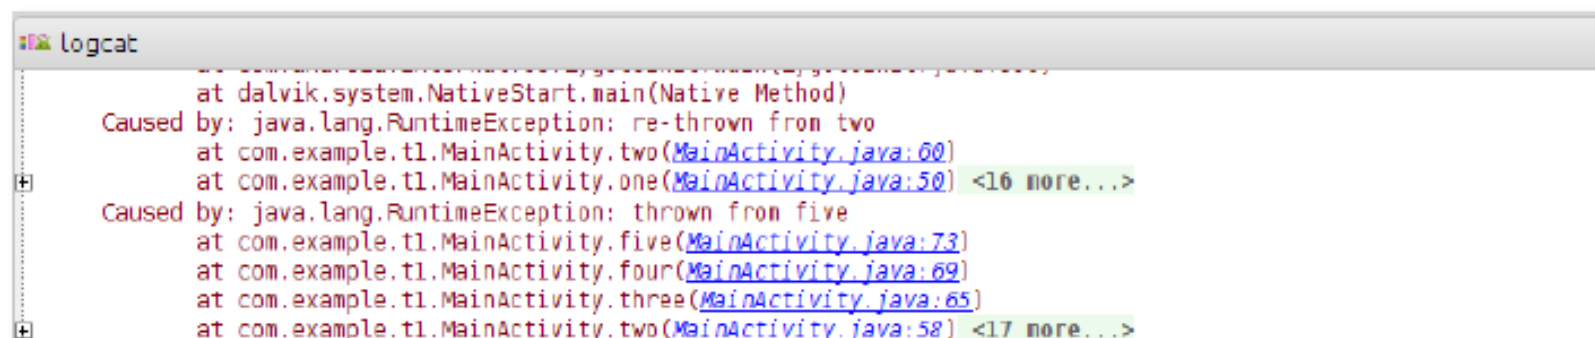 logcat
at dalvik.system.NativeStart.main(Native Method)
Caused by: java.lang.RuntimeException: re-thrown from two
at com.example.t1.MainActivity.two(MainActivity.java:60)
at com.example.t1.MainActivity.one(MainActivity.java:50) <16 more...>
Caused by: java.lang.RuntimeException: thrown from five
at com.example.t1.MainActivity.five(MainActivity.java:73)
at com.example.t1.MainActivity.four(MainActivity.java:69)
at com.example.t1.MainActivity.three(MainActivity.java:65)
at com.example.t1.MainActivity.two(MainActivity.java:58) <17 more...>